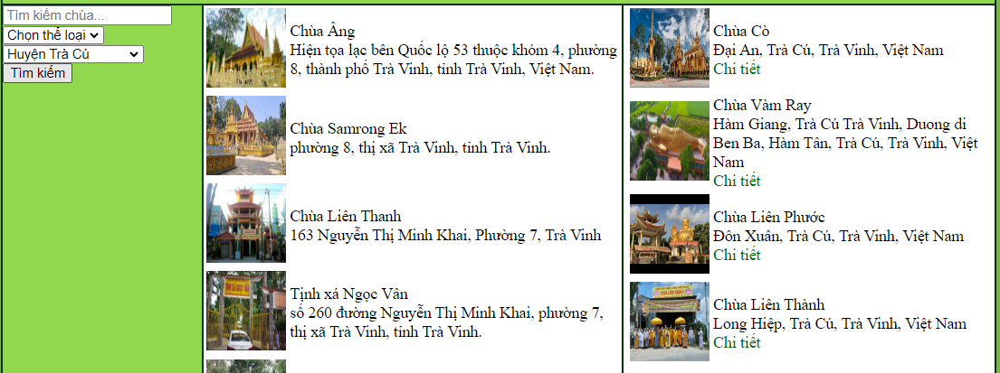 Tìm kiếm chùa...
Chọn thể loại
Huyện Trà Cú
Tìm kiếm
Chùa Âng
Hiện tọa lạc bên Quốc lộ 53 thuộc khóm 4, phường
8, thành phố Trà Vinh, tỉnh Trà Vinh, Việt Nam.
Chùa Samrong Ek
phường 8, thị xã Trà Vinh, tỉnh Trà Vinh.
Chùa Liên Thanh
163 Nguyễn Thị Minh Khai, Phường 7, Trà Vinh
Tịnh xá Ngọc Vân
số 260 đường Nguyễn Thị Minh Khai, phường 7,
thị xã Trà Vinh, tỉnh Trà Vinh.
Chùa Cò
Đại An, Trà Cú, Trà Vinh, Việt Nam
Chi tiết
Chùa Vàm Ray
Hàm Giang, Trà Cú Trà Vinh, Duong di
Ben Ba, Hàm Tân, Trà Cú, Trà Vinh, Việt
Nam
Chi tiết
Chùa Liên Phước
Đôn Xuân, Trà Cú, Trà Vinh, Việt Nam
Chi tiết
Chùa Liên Thành
Long Hiệp, Trà Cú, Trà Vinh, Việt Nam
Chi tiết